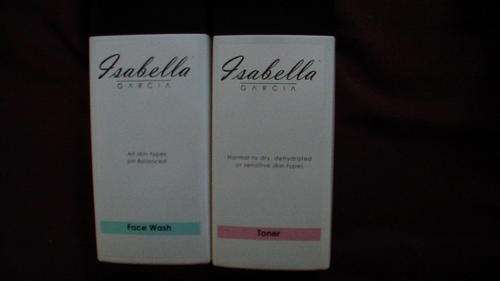 Isabella
GARCIA
All skin types
pH Balanced
Face Wash
Isabella
GARCIA
Normal to dry, dehydrated
or sensitive skin types
Toner